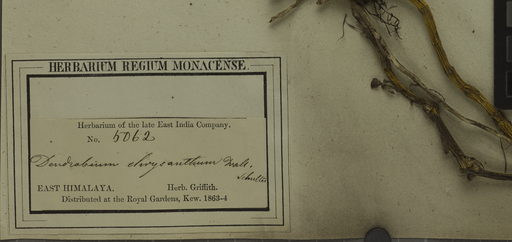 HERBARIUM REGIUM MONACENSE.
Herbarium of the late East India Company.
No. 5062
Dendrobium chrysanthum Wall.
EAST HIMALAYA. Herb. Griffith.
Distributed at the Royal Gardens, Kew. 1863-4